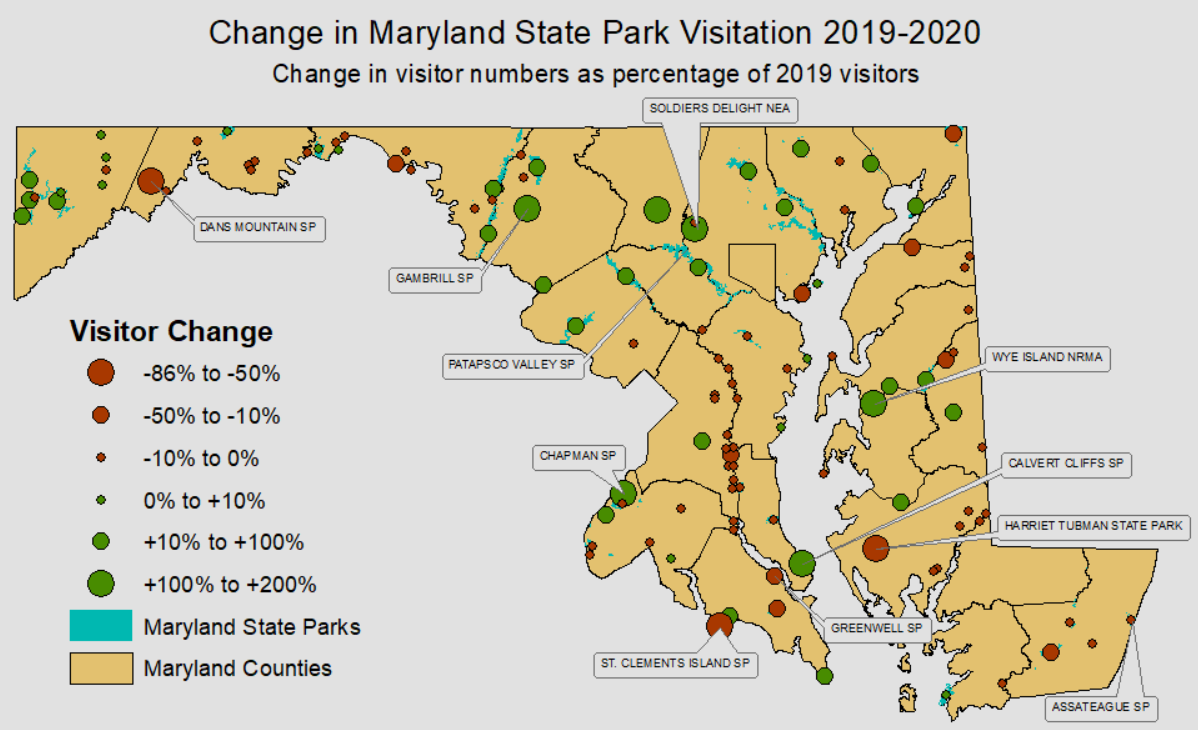 Change in Maryland State Park Visitation 2019-2020
Change in visitor numbers as percentage of 2019 visitors
SOLDIERS DELIGHT NEA
DANS MOUNTAIN SP
GAMBRILL SP
PATAPSCO VALLEY SP
WYE ISLAND NRMA
CHAPMAN SP
CALVERT CLIFFS SP
HARRIET TUBMAN STATE PARK
GREENWELL SP
ST. CLEMENTS ISLAND SP
ASSATEAGUE SP
Visitor Change
-86% to -50%
-50% to -10%
-10% to 0%
0% to +10%
+10% to +100%
+100% to +200%
Maryland State Parks
Maryland Counties